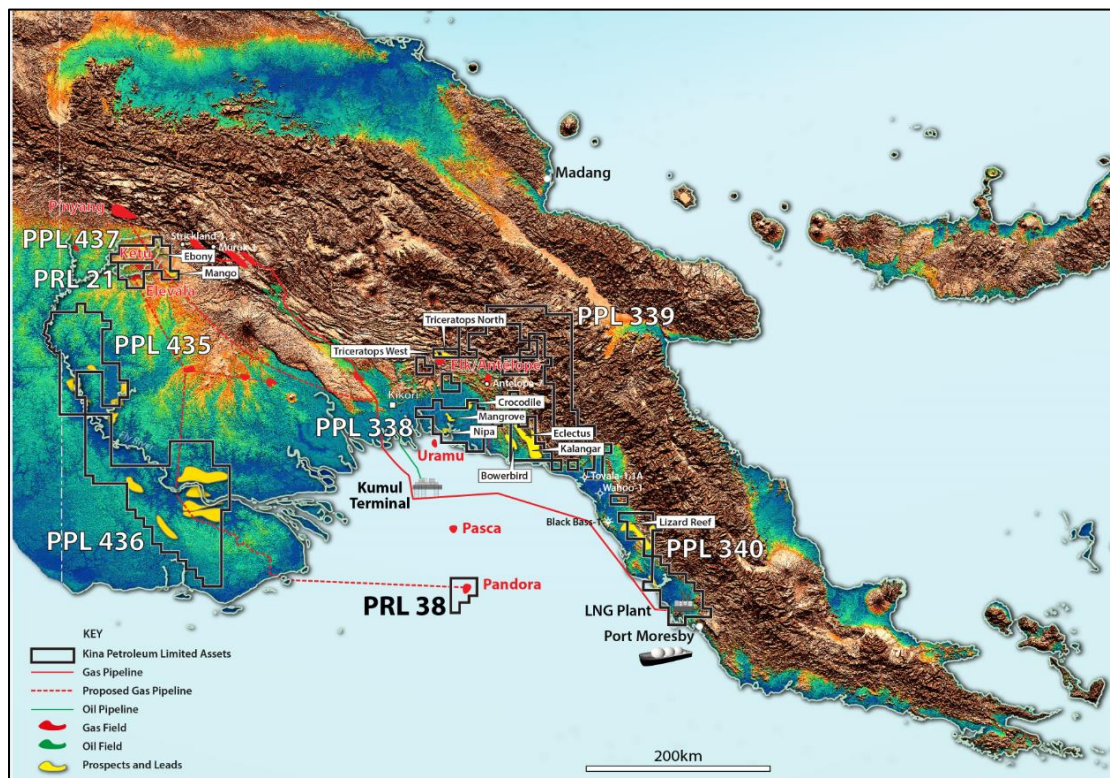 Madang
P'nyang
PPL 437
Strickland-1, 2
Muruk-1
Ketu
Ebony
PRL 21
Mango
Elevala
Triceratops North
PPL 339
PPL 435
Triceratops West
Elk/Antelope
Antelope-7
Kikori
Crocodile
PPL 338
Mangrove
Nipa
Eclectus
Kalangar
Uramu
Bowerbird
Kumul
Terminal
Wahoo-1
Black Bass-1
Lizard Reef
Pasca
PPL 436
PPL 340
Pandora
PRL 38
LNG Plant
Port Moresby
KEY
Kina Petroleum Limited Assets
Gas Pipeline
Proposed Gas Pipeline
Oil Pipeline
Gas Field
Oil Field
Prospects and Leads
200km